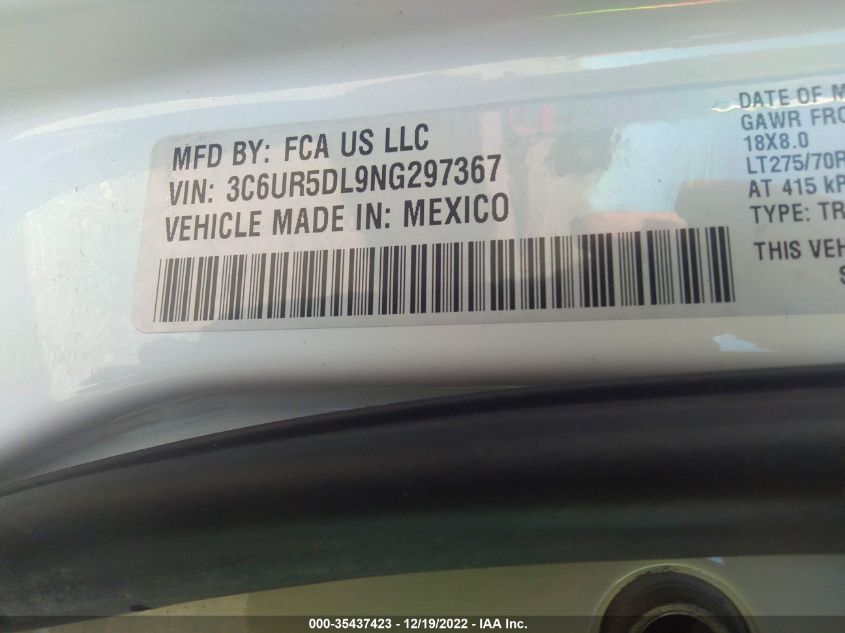 MFD BY: FCA US LLC
VIN: 3C6UR5DL9NG297367
VEHICLE MADE IN: MEXICO
DATE OF M
GAWR FRO
18X8.0
LT275/70R
AT 415 kP
TYPE: TR
THIS VEH
S
000-35437423 - 12/19/2022 - IAA Inc.